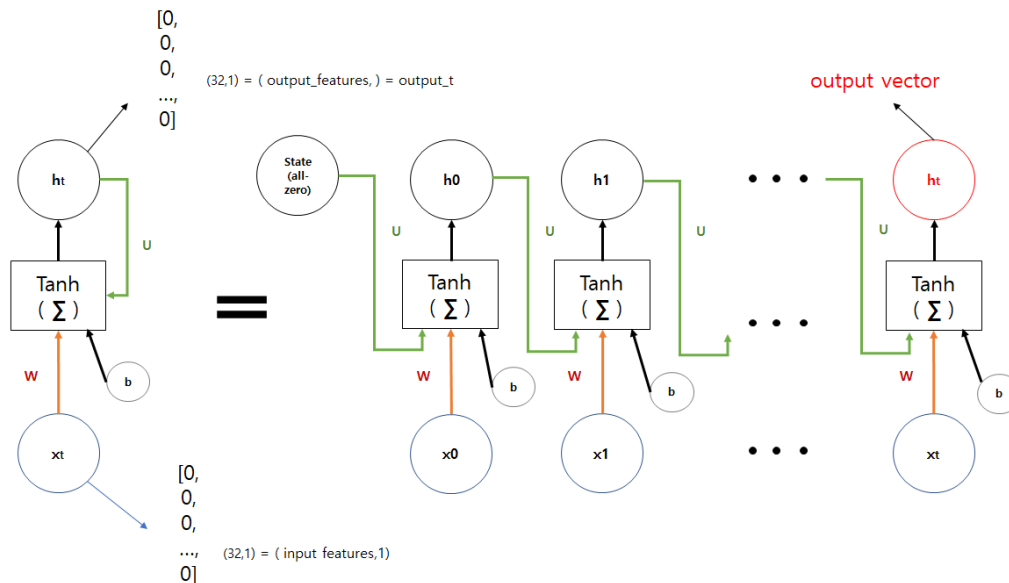 [0,
0,
0,
...,
0]
(32,1) = ( output_features, ) = output_t
output vector
ht
State
(all-
zero)
h0
h1
• • •
ht
U
U
U
U
U
Tanh
( Σ )
=
Tanh
( Σ )
Tanh
( Σ )
• • •
Tanh
( Σ )
W
b
W
b
W
b
W
b
xt
x0
x1
• • •
xt
[0,
0,
0,
...,
0]
(32,1) = ( input features,1)